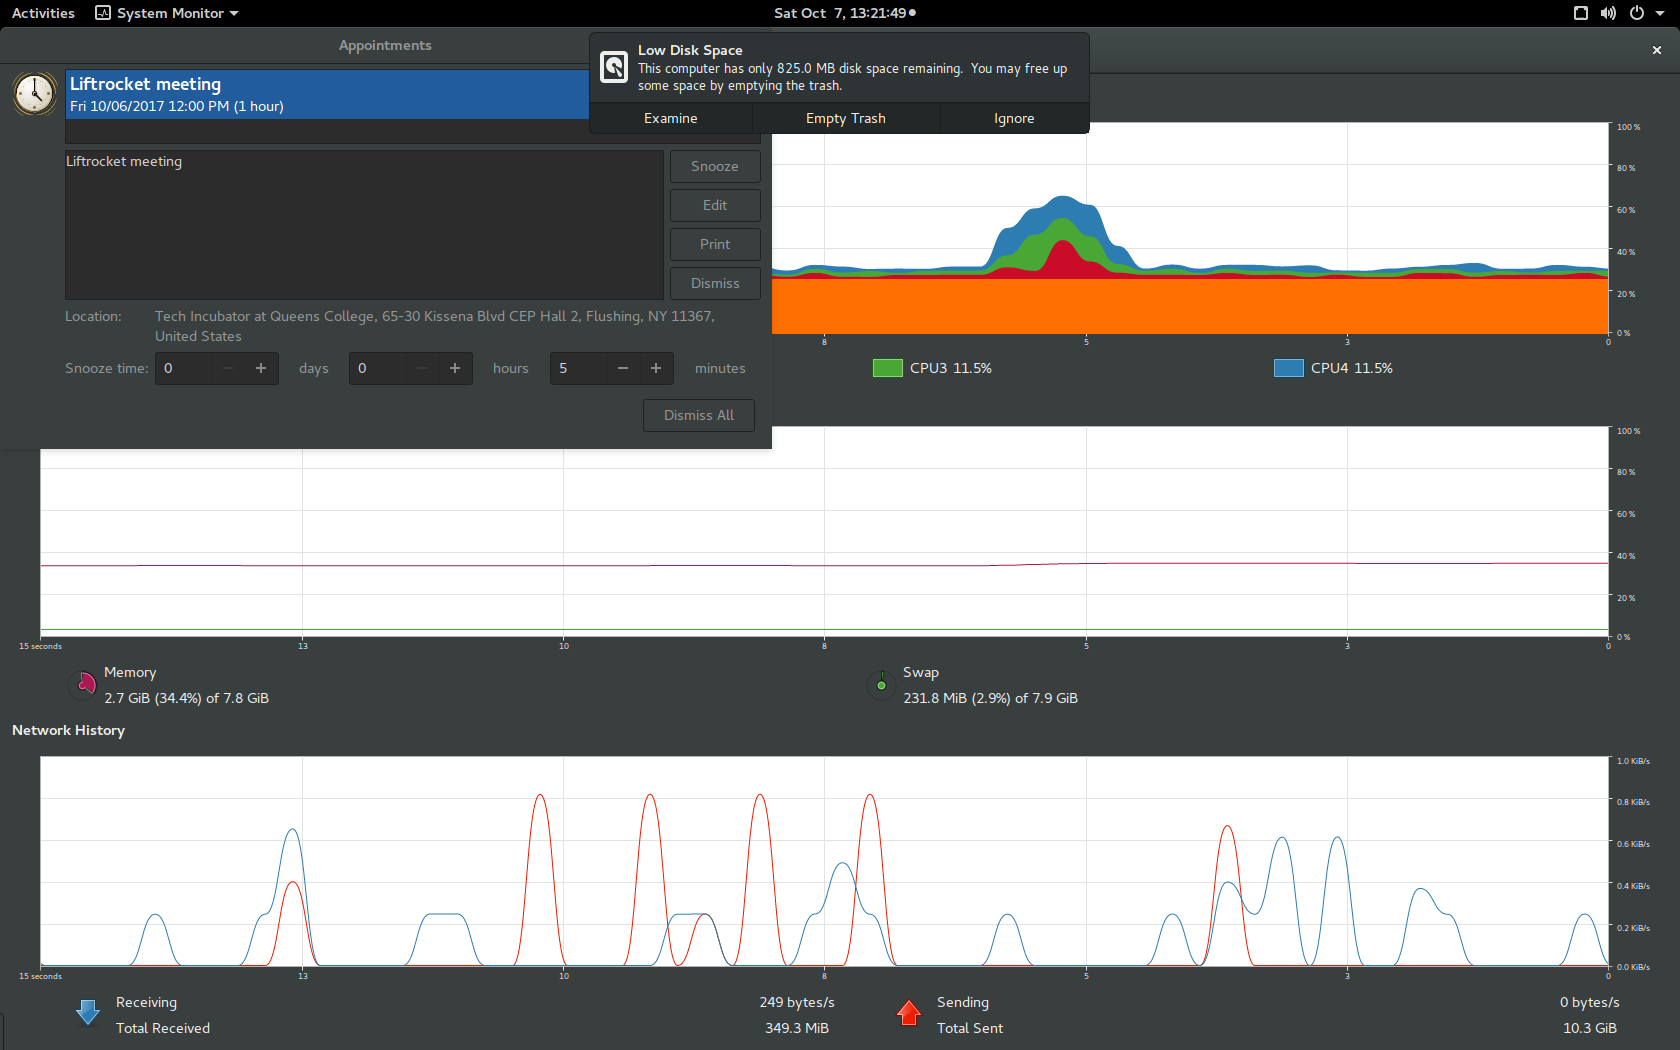 Activities System Monitor Sat Oct 7, 13:21:49
Appointments
Low Disk Space
This computer has only 825.0 MB disk space remaining. You may free up
some space by emptying the trash.
Examine Empty Trash Ignore
Liftrocket meeting
Fri 10/06/2017 12:00 PM (1 hour)
Liftrocket meeting
Snooze
Edit
Print
Dismiss
Location: Tech Incubator at Queens College, 65-30 Kissena Blvd CEP Hall 2, Flushing, NY 11367,
United States
Snooze time: 0 − + days 0 − + hours 5 − + minutes
Dismiss All
100 %
80 %
60 %
40 %
20 %
0 %
8 5 3 0
CPU3 11.5% CPU4 11.5%
100 %
80 %
60 %
40 %
20 %
0 %
15 seconds 13 10 8 5 3 0
Memory
2.7 GiB (34.4%) of 7.8 GiB
Swap
231.8 MiB (2.9%) of 7.9 GiB
Network History
1.0 KiB/s
0.8 KiB/s
0.6 KiB/s
0.4 KiB/s
0.2 KiB/s
0.0 KiB/s
15 seconds 13 10 8 5 3 0
Receiving 249 bytes/s
Total Received 349.3 MiB
Sending 0 bytes/s
Total Sent 10.3 GiB